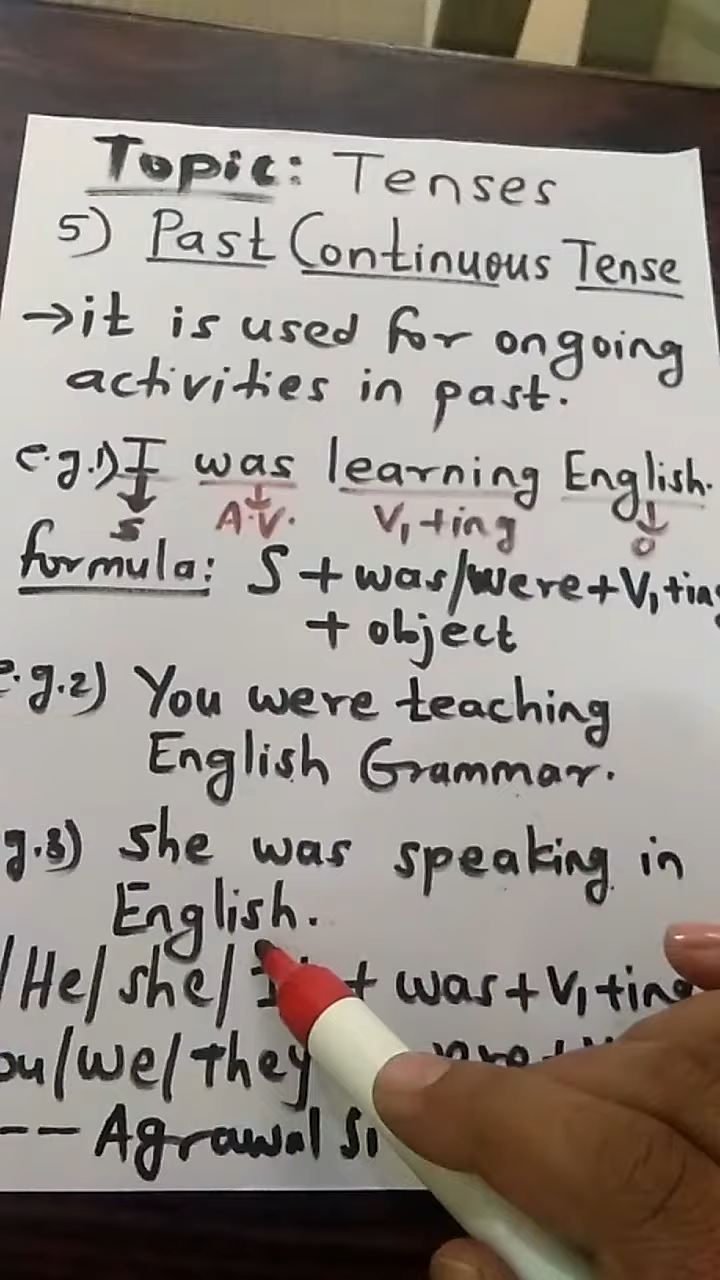 Topic: Tenses
5) Past Continuous Tense
→it is used for ongoing
activities in past.
e.g.1) I was learning English.
S A.V. V1+ing O
formula: S + was/were+V1+ing
+ object
e.g.2) You were teaching
English Grammar.
g.3) She was speaking in
English.
/He/she/ + was+V1+ing
/we/they
-- Agrawal